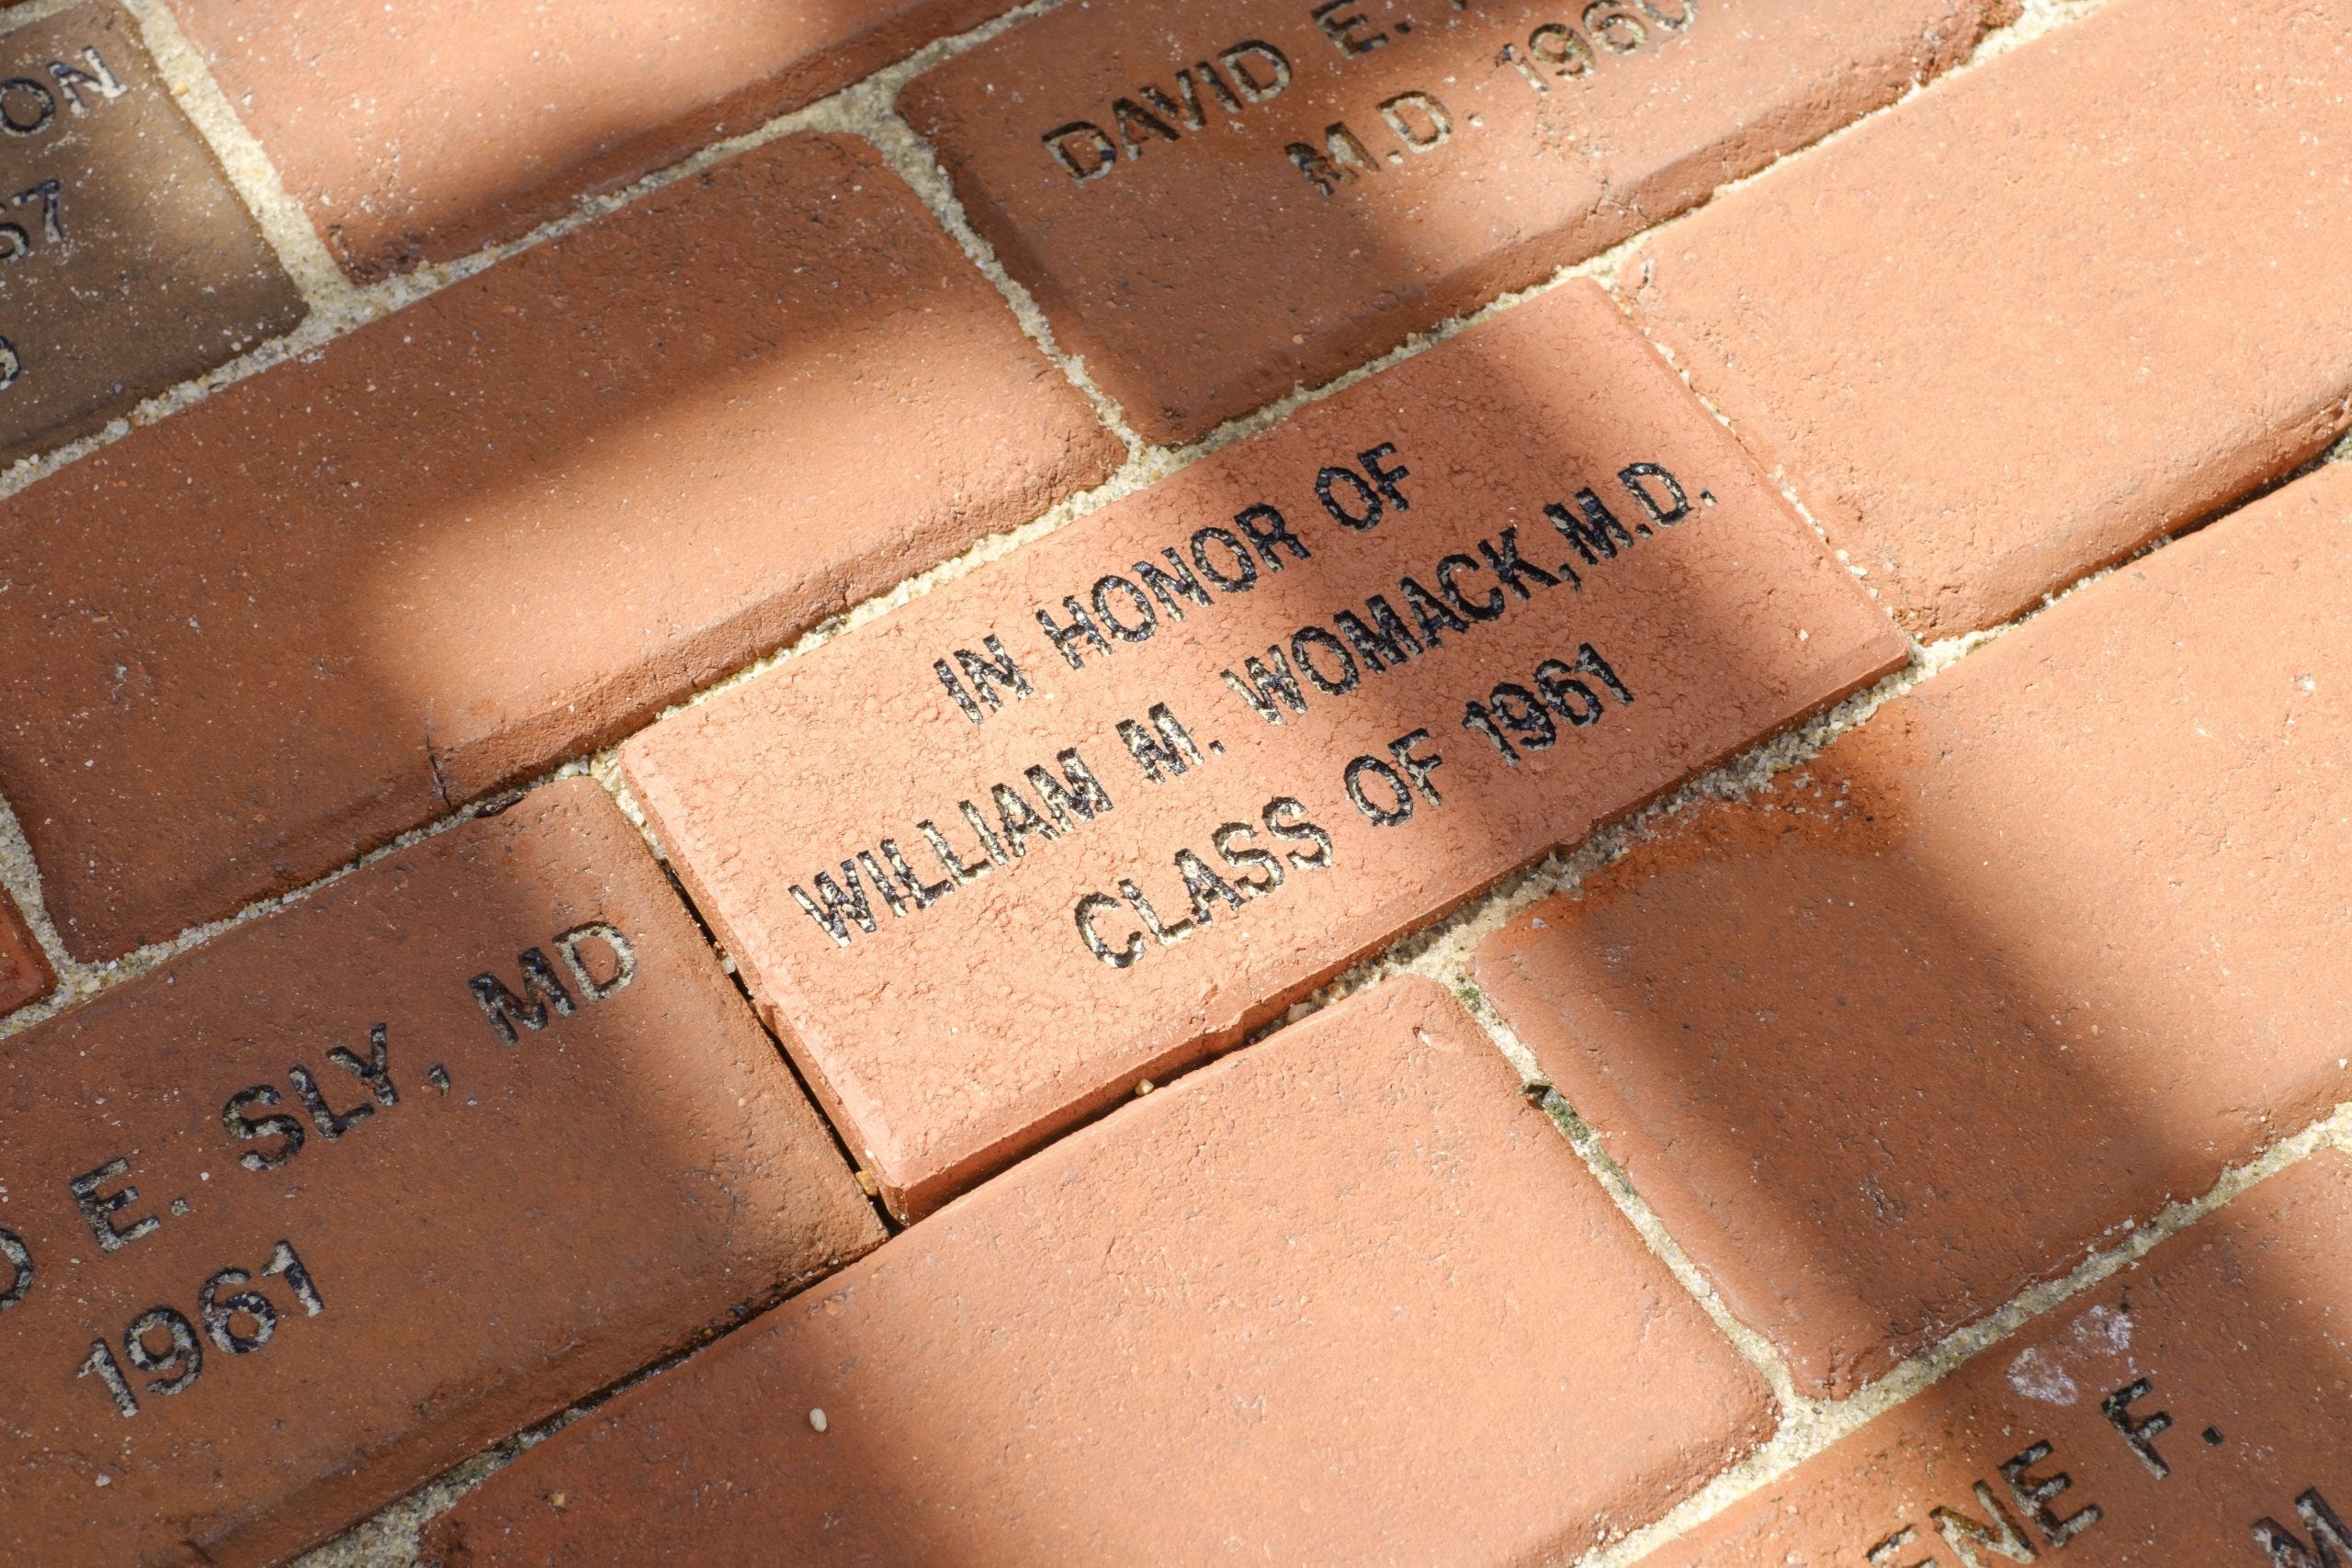 DAVID E.
M.D. 1960
IN HONOR OF
WILLIAM M. WOMACK,M.D.
CLASS OF 1961
E. SLY, MD
1961
F.